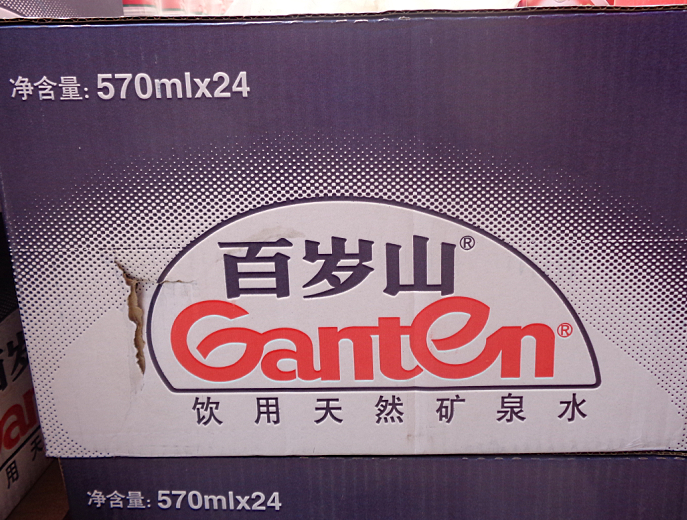 净含量: 570mlx24
百岁山®
Ganten®
饮用天然矿泉水
净含量: 570mlx24